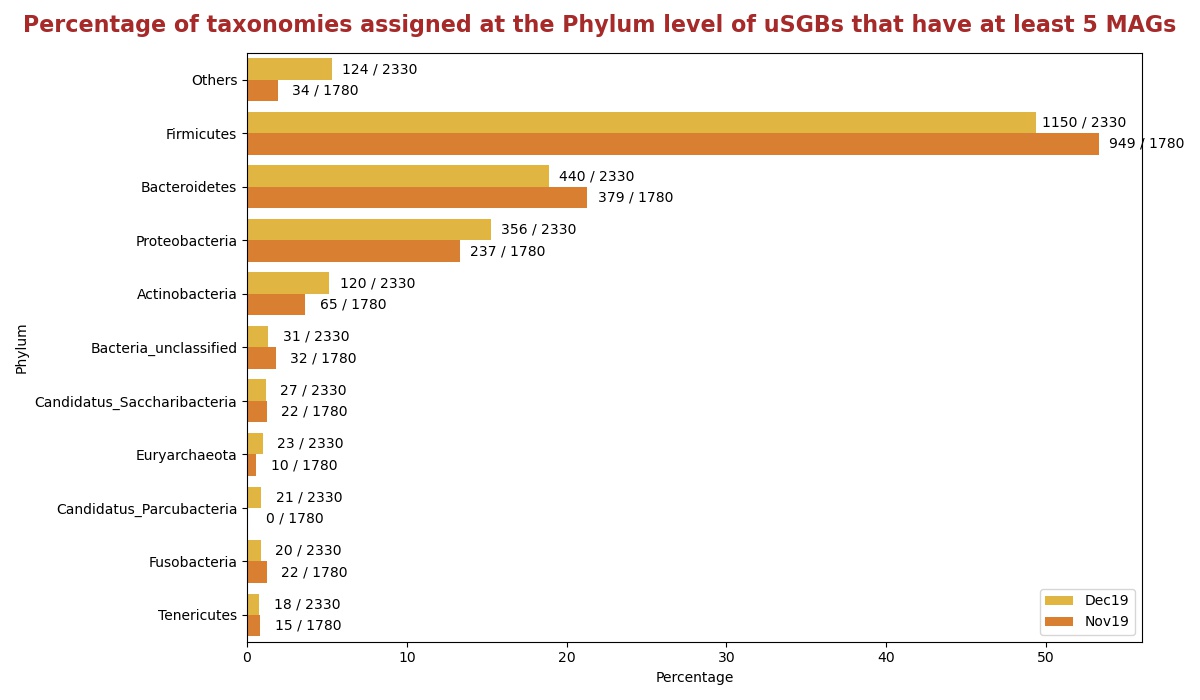 Percentage of taxonomies assigned at the Phylum level of uSGBs that have at least 5 MAGs
Others
124 / 2330
34 / 1780
Firmicutes
1150 / 2330
949 / 1780
Bacteroidetes
440 / 2330
379 / 1780
Proteobacteria
356 / 2330
237 / 1780
Actinobacteria
120 / 2330
65 / 1780
Phylum
Bacteria_unclassified
31 / 2330
32 / 1780
Candidatus_Saccharibacteria
27 / 2330
22 / 1780
Euryarchaeota
23 / 2330
10 / 1780
Candidatus_Parcubacteria
21 / 2330
0 / 1780
Fusobacteria
20 / 2330
22 / 1780
Tenericutes
18 / 2330
15 / 1780
Dec19
Nov19
0 10 20 30 40 50
Percentage